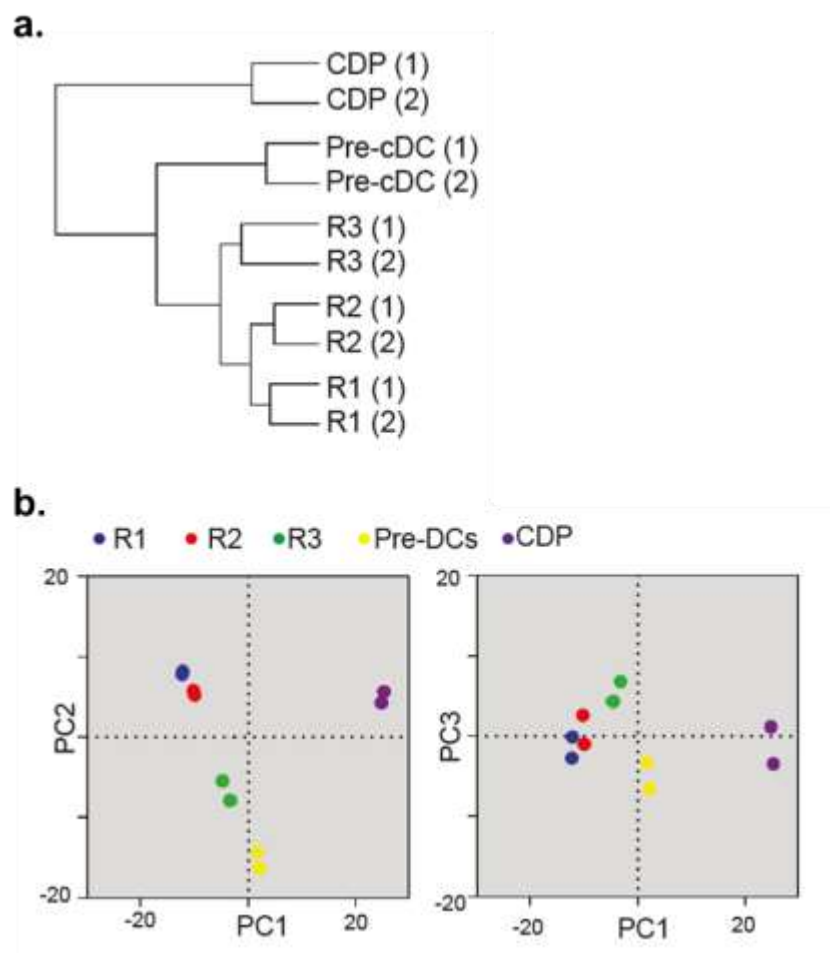 a.
CDP (1)
CDP (2)
Pre-cDC (1)
Pre-cDC (2)
R3 (1)
R3 (2)
R2 (1)
R2 (2)
R1 (1)
R1 (2)
b.
R1 R2 R3 Pre-DCs CDP
20
PC2
-20
-20 PC1 20
20
PC3
-20
-20 PC1 20